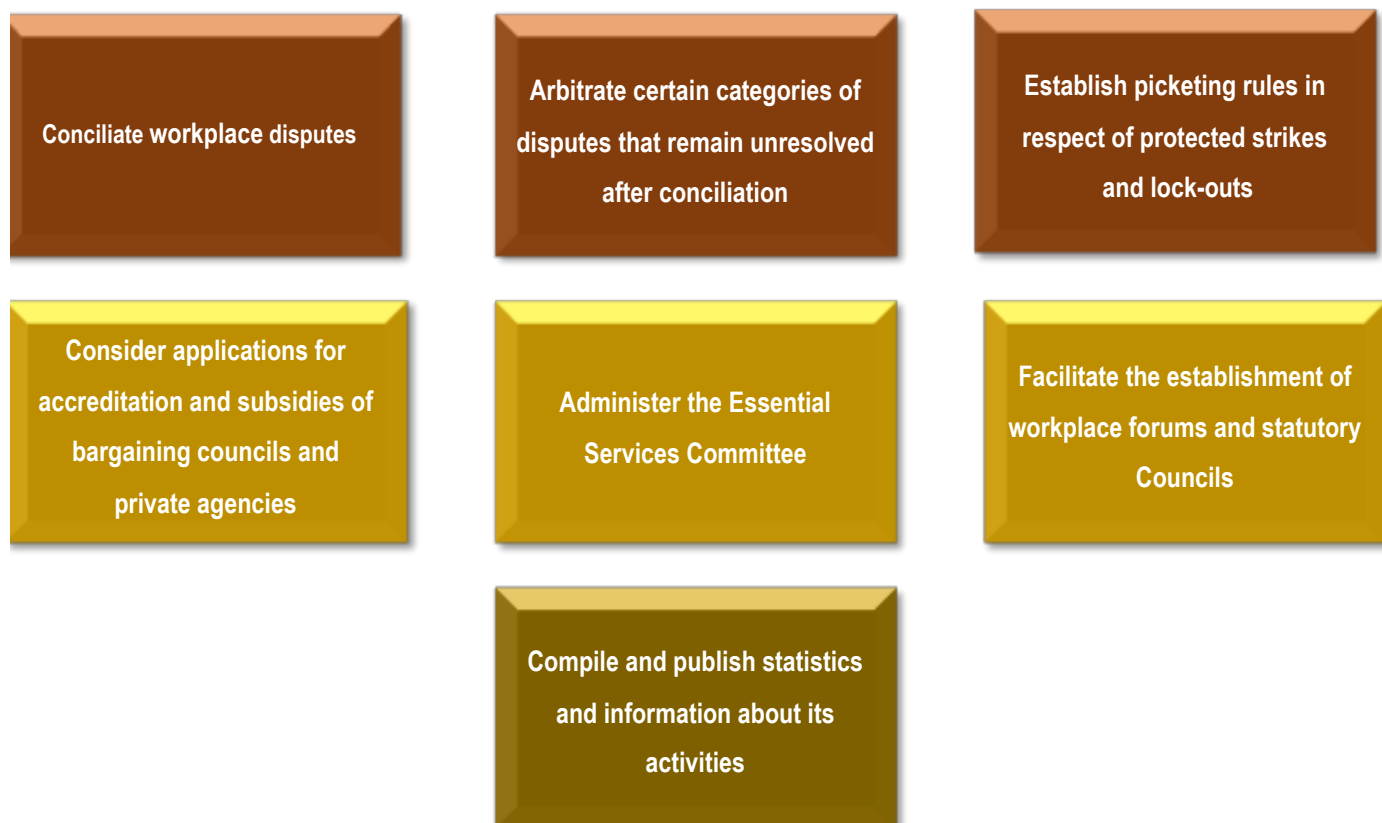 Conciliate workplace disputes
Arbitrate certain categories of
disputes that remain unresolved
after conciliation
Establish picketing rules in
respect of protected strikes
and lock-outs
Consider applications for
accreditation and subsidies of
bargaining councils and
private agencies
Administer the Essential
Services Committee
Facilitate the establishment of
workplace forums and statutory
Councils
Compile and publish statistics
and information about its
activities